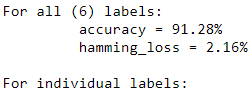 For all (6) labels:
accuracy = 91.28%
hamming_loss = 2.16%
For individual labels: